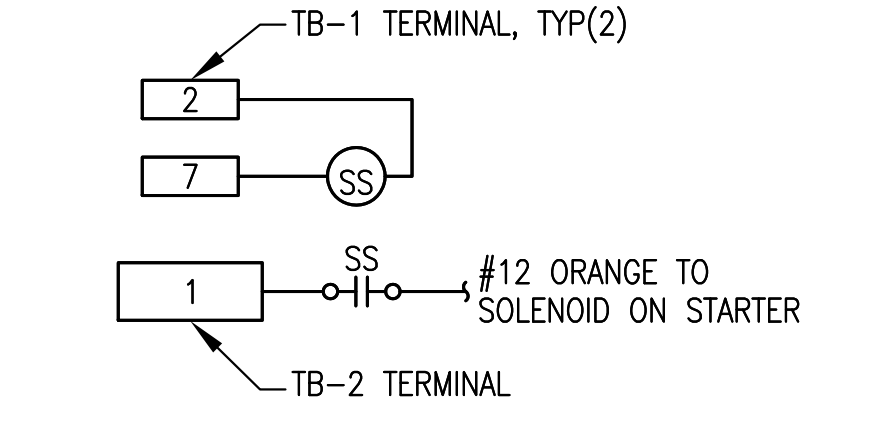 TB-1 TERMINAL, TYP(2)
2
7
SS
SS
1
#12 ORANGE TO
SOLENOID ON STARTER
TB-2 TERMINAL